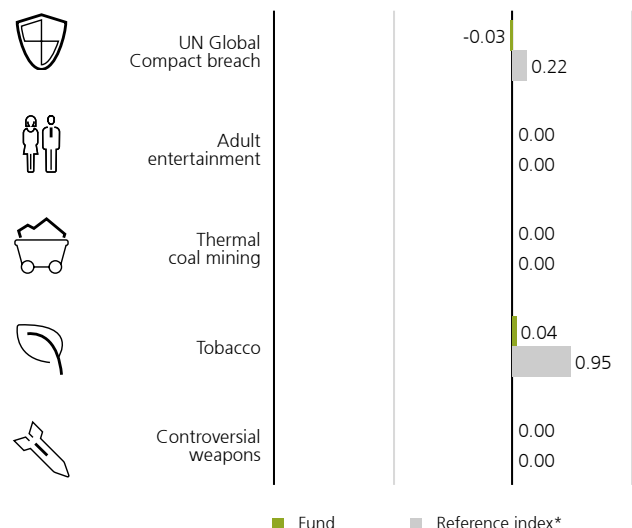 UN Global
Compact breach
-0.03
0.22
Adult
entertainment
0.00
0.00
Thermal
coal mining
0.00
0.00
Tobacco
0.04
0.95
Controversial
weapons
0.00
0.00
Fund
Reference index*